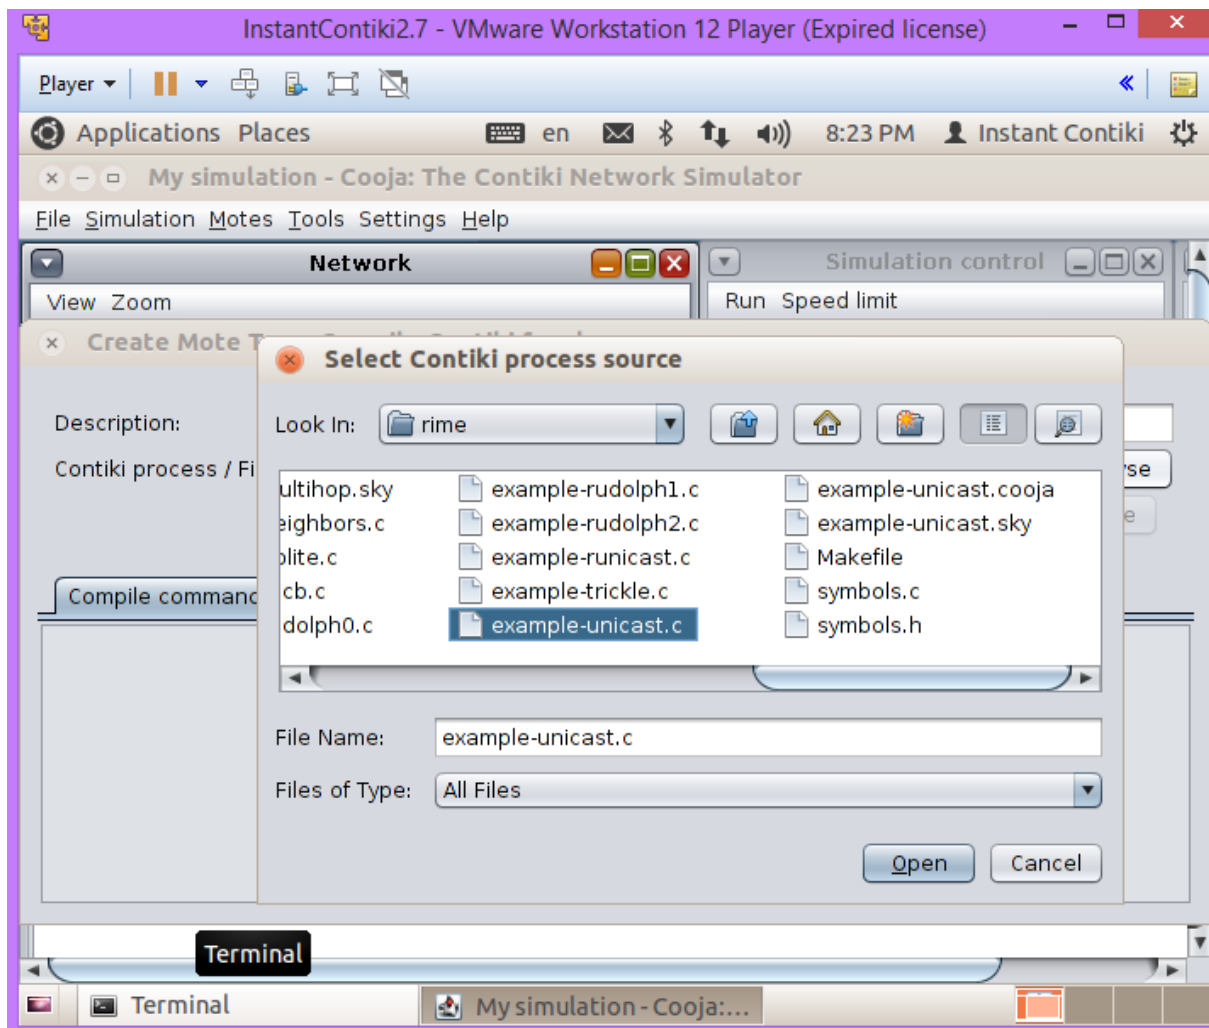 InstantContiki2.7 - VMware Workstation 12 Player (Expired license)
Player
Applications Places en 8:23 PM Instant Contiki
My simulation - Cooja: The Contiki Network Simulator
File Simulation Motes Tools Settings Help
Network
Simulation control
View Zoom
Run Speed limit
Create Mote
Select Contiki process source
Description:
Look In: rime
Contiki process / Fi
ultihop.sky example-rudolph1.c example-unicast.cooja
eighbors.c example-rudolph2.c example-unicast.sky
olite.c example-runicast.c Makefile
cb.c example-trickle.c symbols.c
dolph0.c example-unicast.c symbols.h
Compile command
File Name: example-unicast.c
Files of Type: All Files
Open Cancel
Terminal
Terminal My simulation - Cooja:...